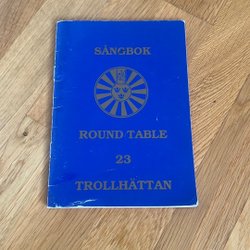 SÅNGBOK
ROUND TABLE
23
TROLLHÄTTAN